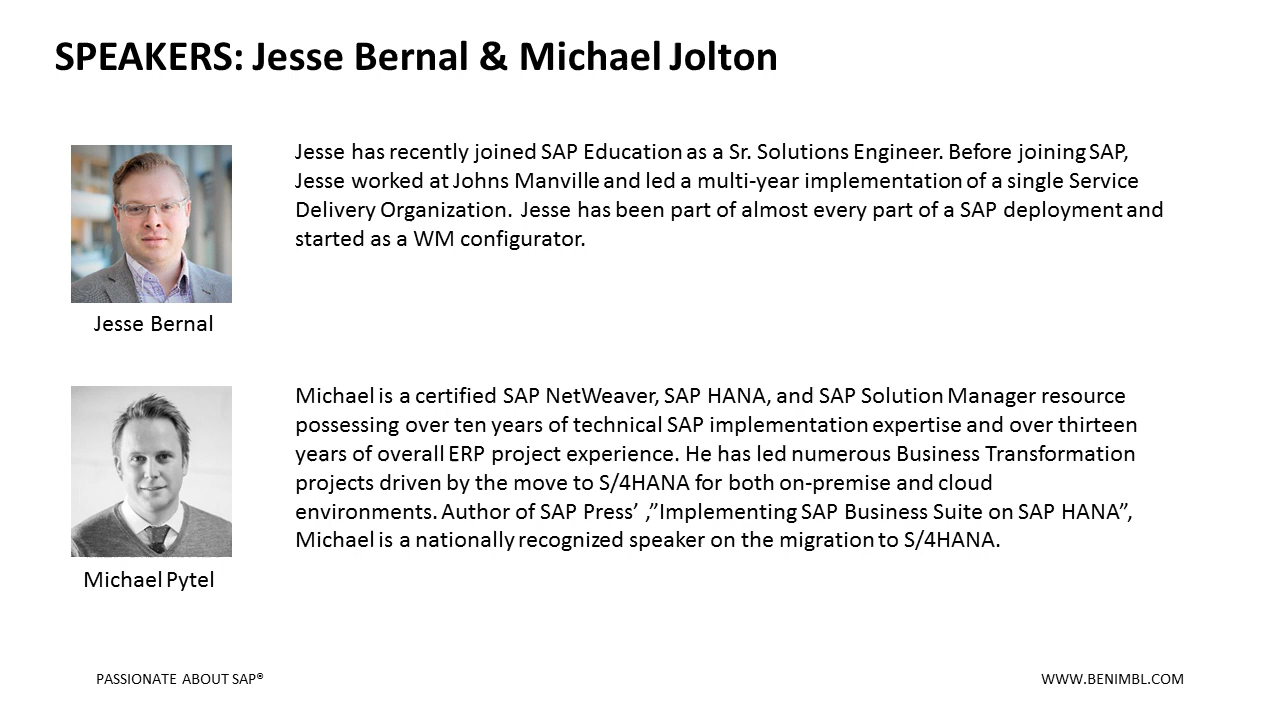 SPEAKERS: Jesse Bernal & Michael Jolton
Jesse has recently joined SAP Education as a Sr. Solutions Engineer. Before joining SAP,
Jesse worked at Johns Manville and led a multi-year implementation of a single Service
Delivery Organization. Jesse has been part of almost every part of a SAP deployment and
started as a WM configurator.
Jesse Bernal
Michael is a certified SAP NetWeaver, SAP HANA, and SAP Solution Manager resource
possessing over ten years of technical SAP implementation expertise and over thirteen
years of overall ERP project experience. He has led numerous Business Transformation
projects driven by the move to S/4HANA for both on-premise and cloud
environments. Author of SAP Press’ ,”Implementing SAP Business Suite on SAP HANA”,
Michael is a nationally recognized speaker on the migration to S/4HANA.
Michael Pytel
PASSIONATE ABOUT SAP®
WWW.BENIMBL.COM